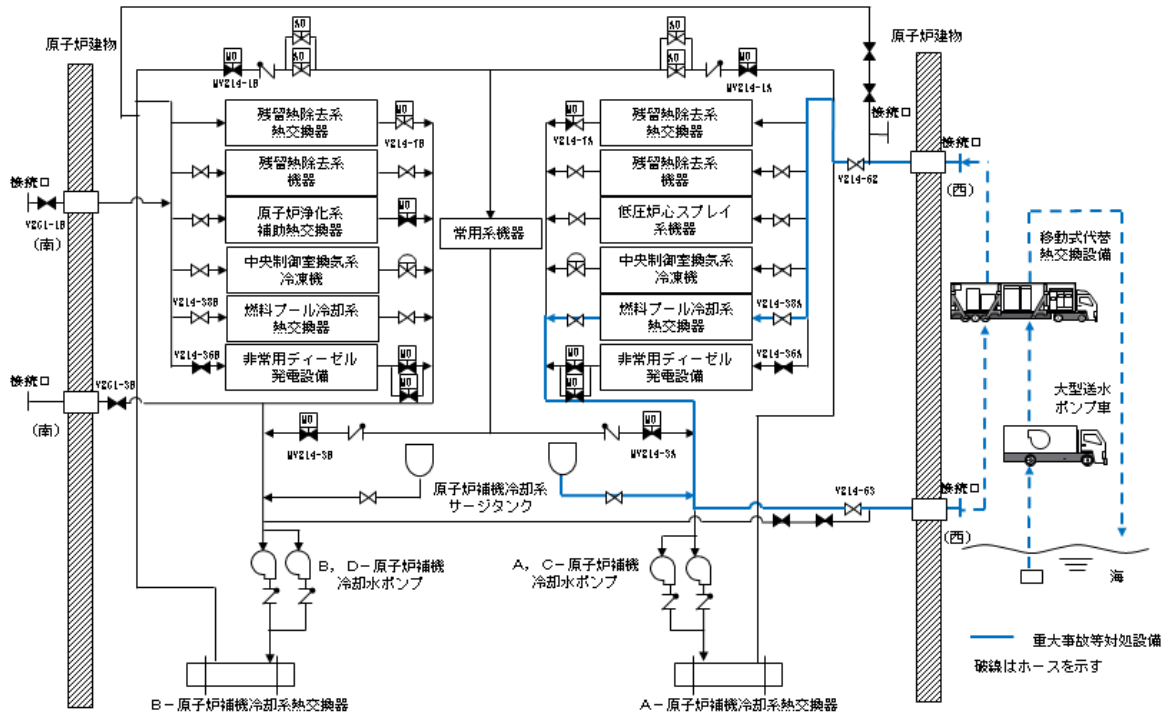 原子炉建物
原子炉建物
AO
AO
AO
AO
MO
MO
MV214-1B
MV214-1A
残留熱除去系
熱交換器
MO
V214-7B
残留熱除去系
熱交換器
MO
V214-7A
接続口
接続口
(西)
V214-62
残留熱除去系
機器
残留熱除去系
機器
接続口
V261-1B
(南)
原子炉浄化系
補助熱交換器
MO
常用系機器
低圧炉心スプレイ
系機器
移動式代替
熱交換設備
中央制御室換気系
冷凍機
中央制御室換気系
冷凍機
V214-38B
燃料プール冷却系
熱交換器
燃料プール冷却系
熱交換器
V214-38A
V214-36B
非常用ディーゼル
発電設備
MO
MO
MO
MO
非常用ディーゼル
発電設備
V214-36A
接続口
V261-3B
(南)
大型送水
ポンプ車
MO
MV214-3B
MO
MV214-3A
原子炉補機冷却系
サージタンク
V214-63
接続口
(西)
B,D-原子炉補機
冷却水ポンプ
A,C-原子炉補機
冷却水ポンプ
海
重大事故等対処設備
破線はホースを示す
B-原子炉補機冷却系熱交換器
A-原子炉補機冷却系熱交換器